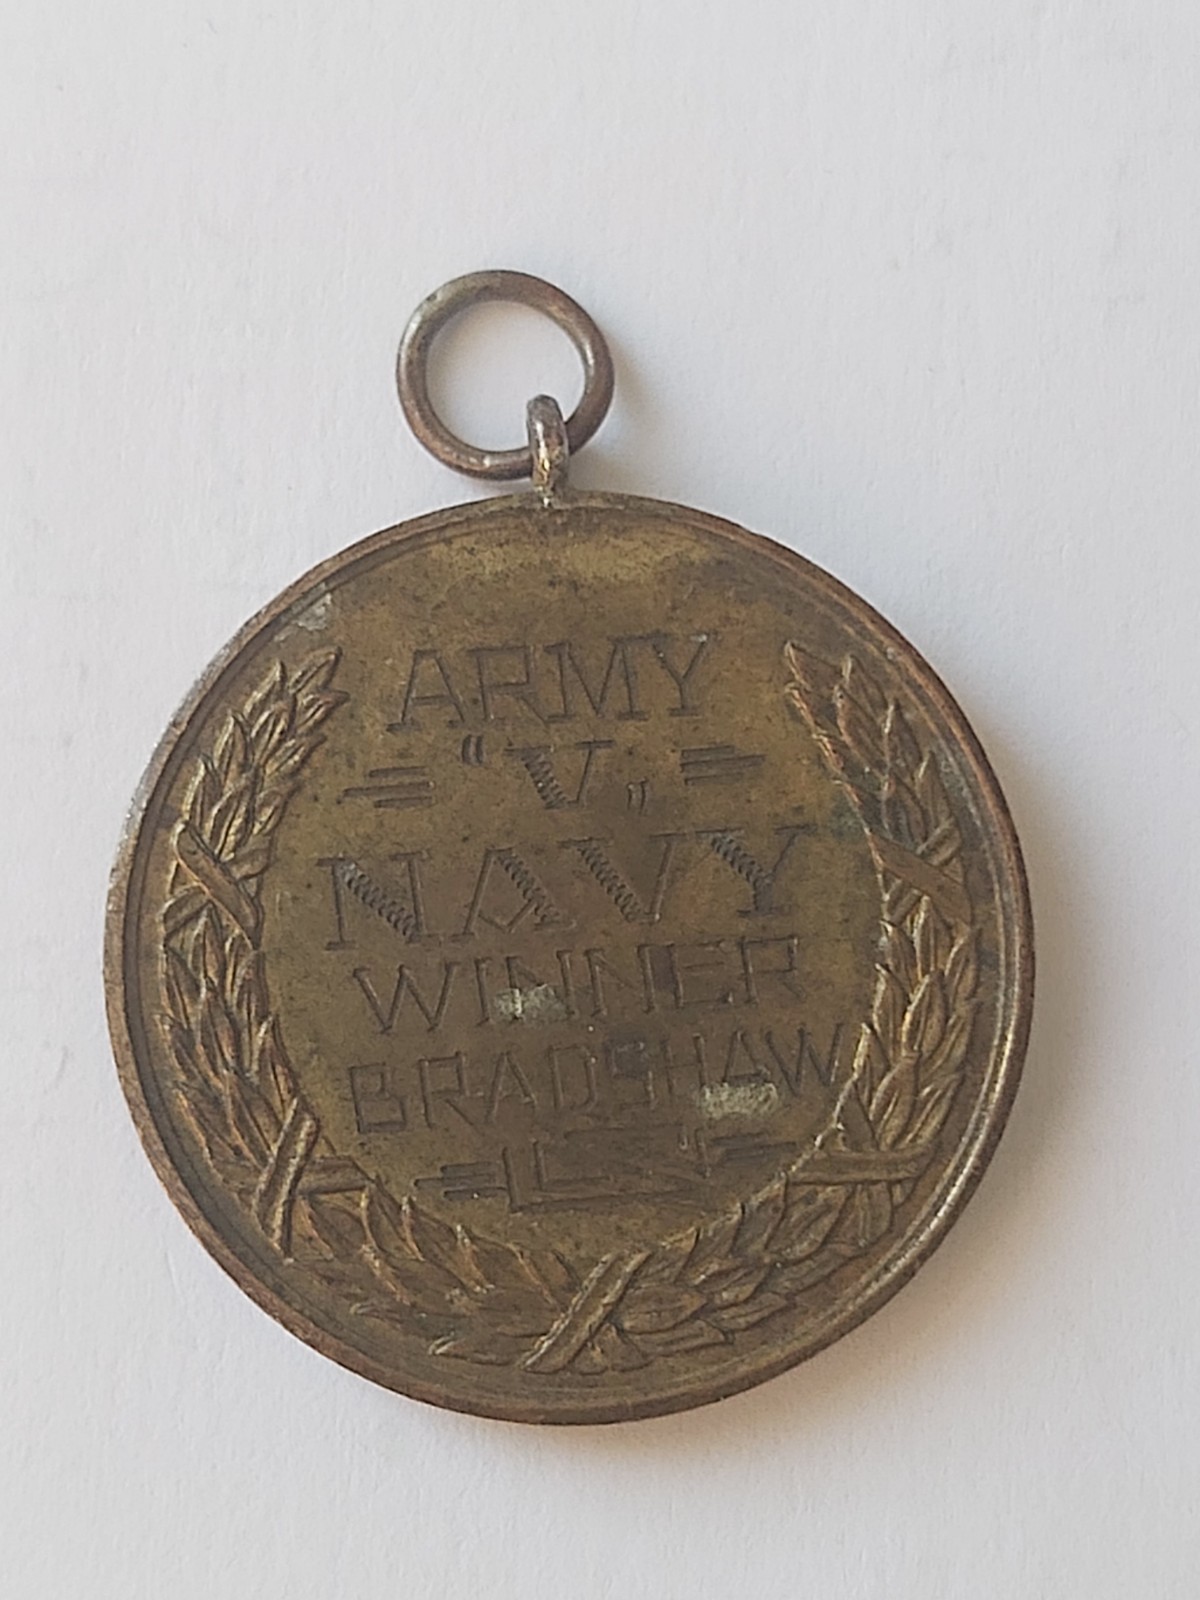 ARMY
= "V„ =
NAVY
WINNER
BRADSHAW